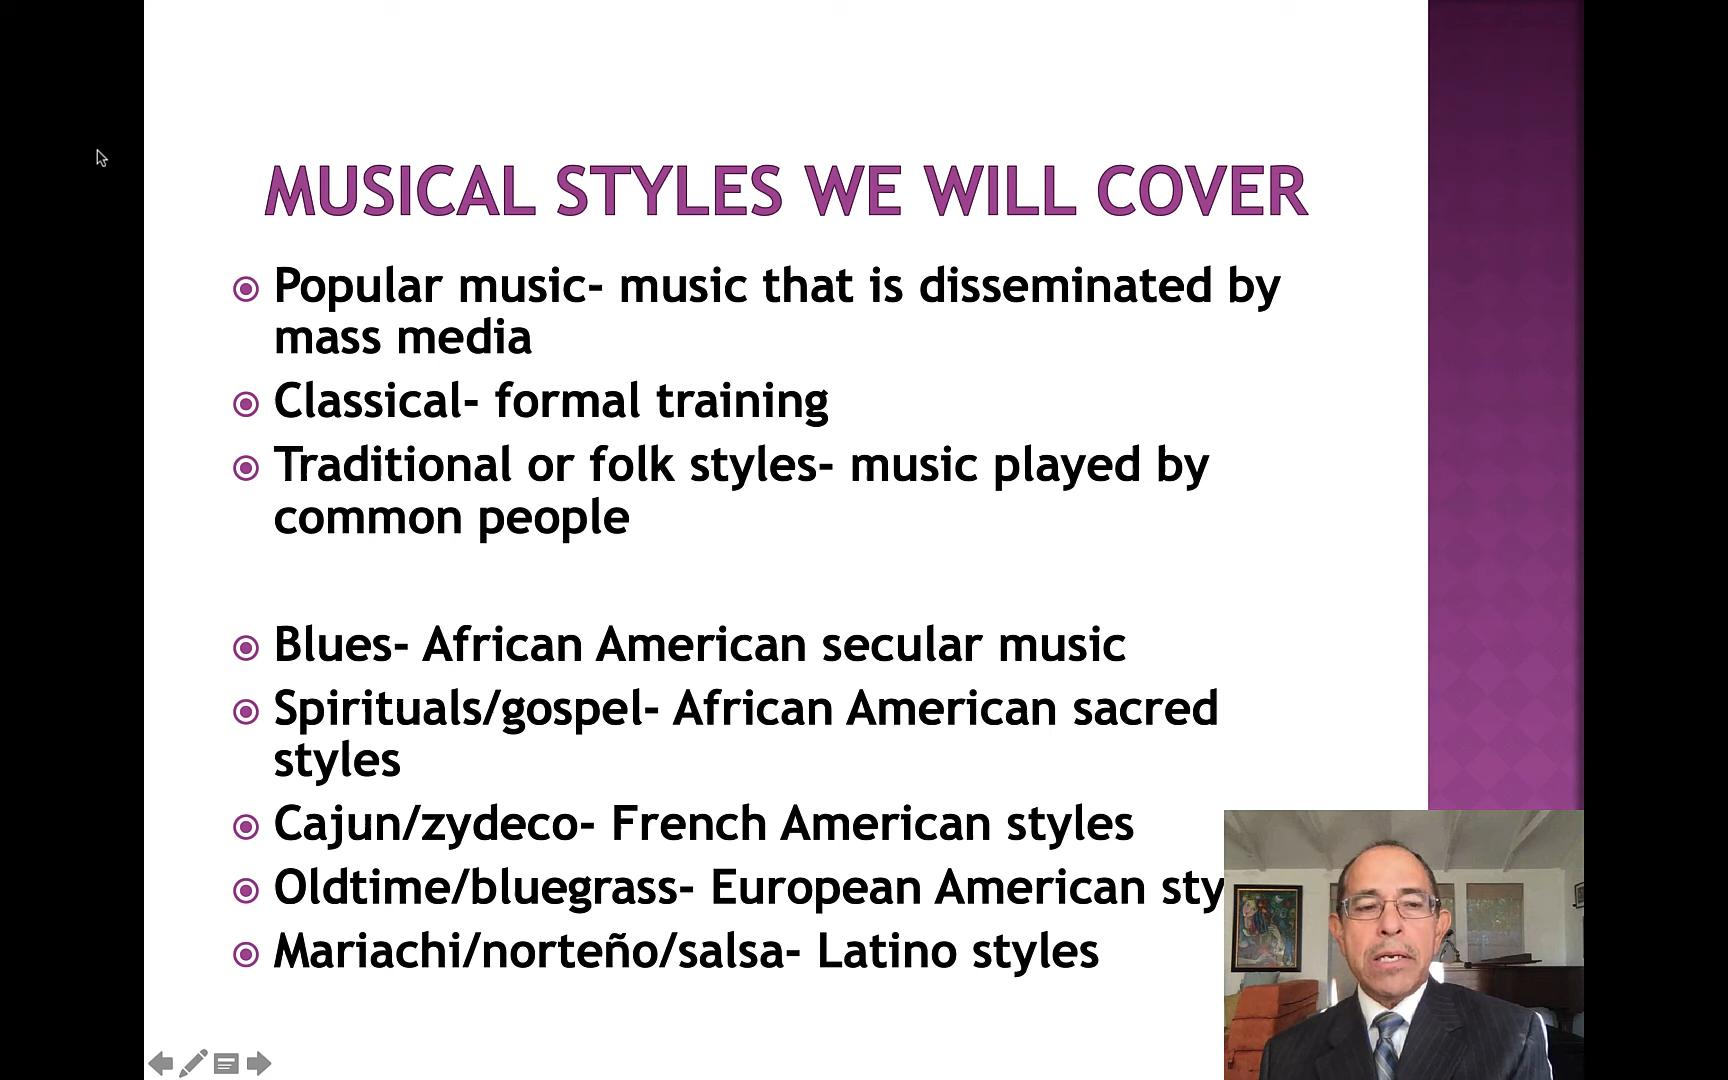 MUSICAL STYLES WE WILL COVER
Popular music- music that is disseminated by
mass media
Classical- formal training
Traditional or folk styles- music played by
common people
Blues- African American secular music
Spirituals/gospel- African American sacred
styles
Cajun/zydeco- French American styles
Oldtime/bluegrass- European American sty
Mariachi/norteño/salsa- Latino styles